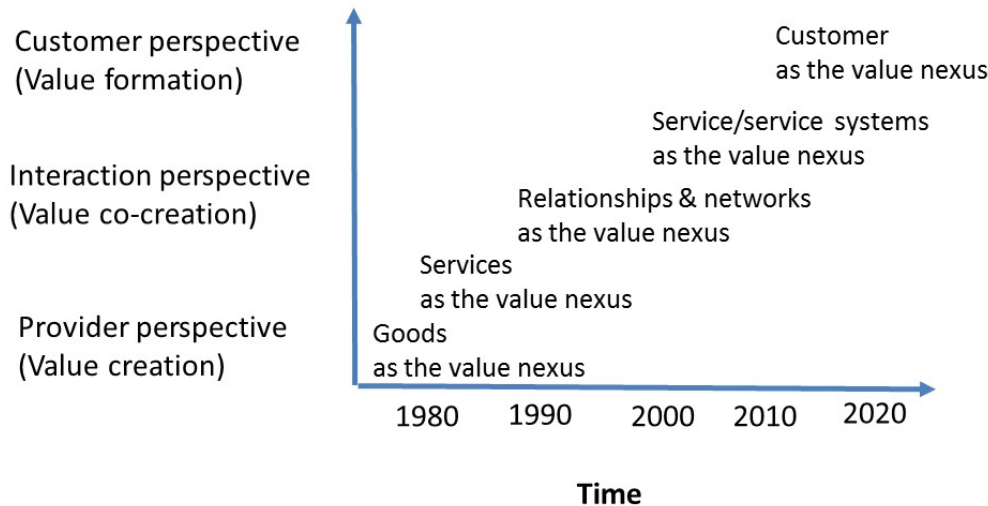 Customer perspective
(Value formation)
Customer
as the value nexus
Service/service systems
as the value nexus
Interaction perspective
(Value co-creation)
Relationships & networks
as the value nexus
Services
as the value nexus
Provider perspective
(Value creation)
Goods
as the value nexus
1980 1990 2000 2010 2020
Time